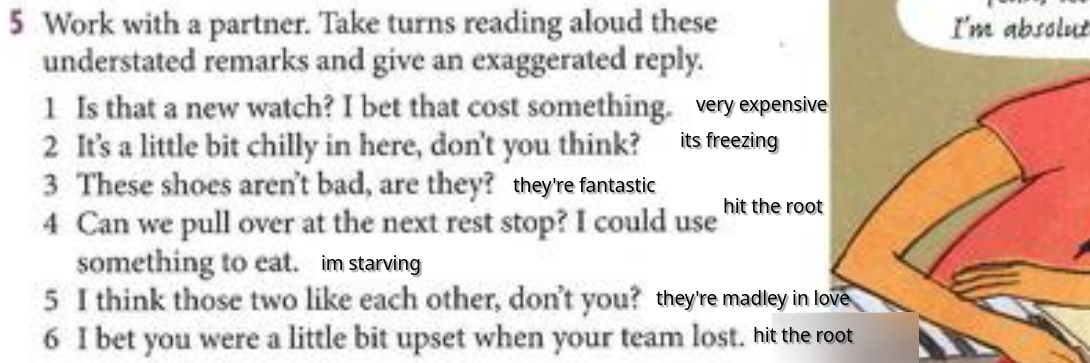 5 Work with a partner. Take turns reading aloud these
understated remarks and give an exaggerated reply.
1 Is that a new watch? I bet that cost something. very expensive
2 It's a little bit chilly in here, don't you think? its freezing
3 These shoes aren't bad, are they? they're fantastic
4 Can we pull over at the next rest stop? I could use hit the root
something to eat. im starving
5 I think those two like each other, don't you? they're madley in love
6 I bet you were a little bit upset when your team lost. hit the root
I'm